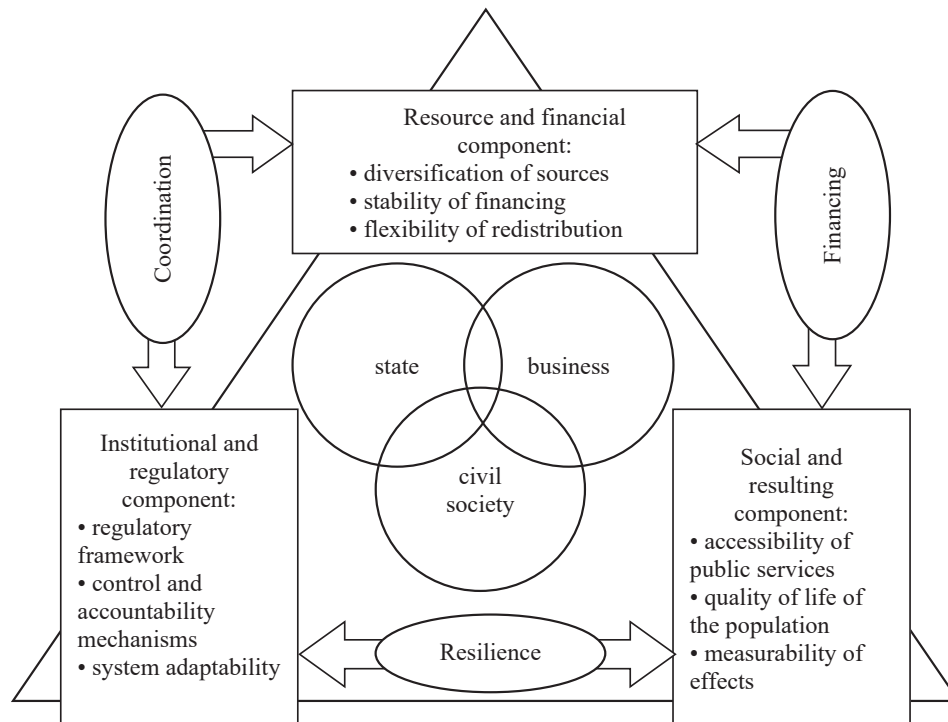 Resource and financial
component:
• diversification of sources
• stability of financing
• flexibility of redistribution
Coordination
Financing
state
business
civil
society
Institutional and
regulatory
component:
• regulatory
framework
• control and
accountability
mechanisms
• system adaptability
Social and
resulting
component:
• accessibility of
public services
• quality of life of
the population
• measurability of
effects
Resilience